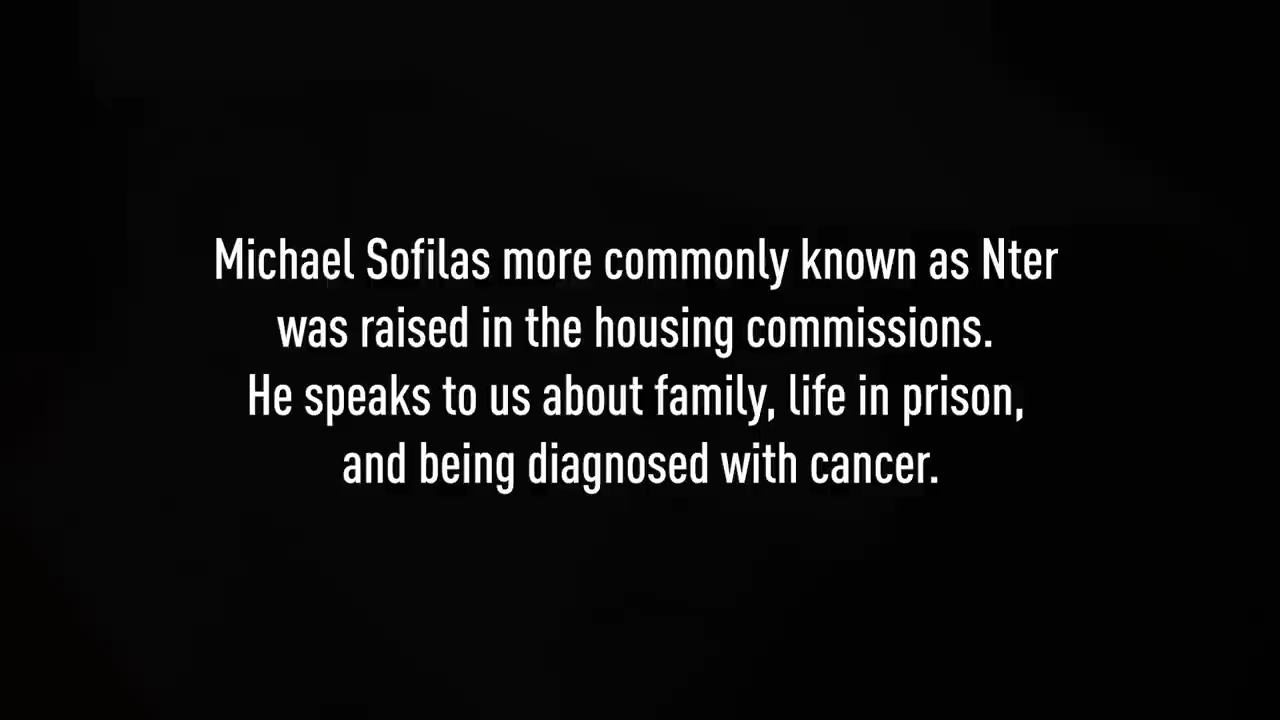 Michael Sofilas more commonly known as Nter
was raised in the housing commissions.
He speaks to us about family, life in prison,
and being diagnosed with cancer.